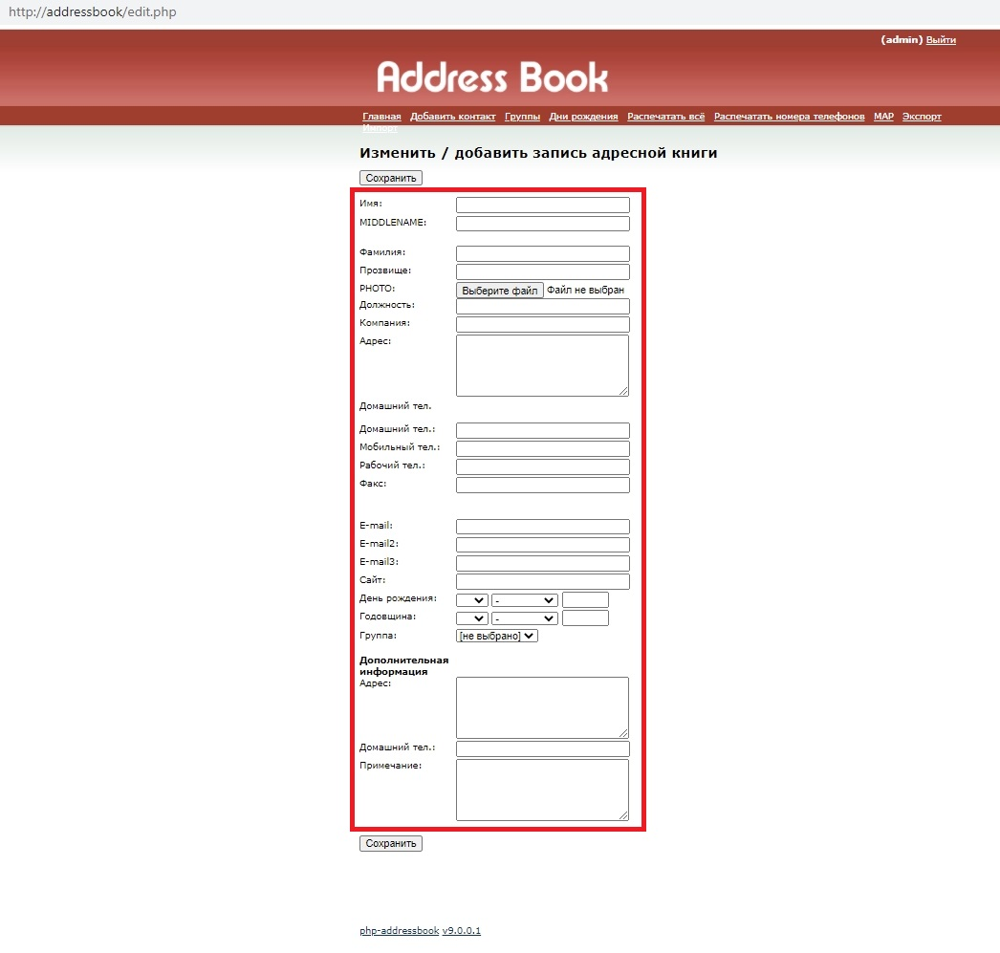 http://addressbook/edit.php
(admin) Выйти
Address Book
Главная Добавить контакт Группы Дни рождения Распечатать всё Распечатать номера телефонов MAP Экспорт
Импорт
Изменить / добавить запись адресной книги
Сохранить
Имя:
MIDDLENAME:
Фамилия:
Прозвище:
PHOTO: Выберите файл Файл не выбран
Должность:
Компания:
Адрес:
Домашний тел.
Домашний тел.:
Мобильный тел.:
Рабочий тел.:
Факс:
E-mail:
E-mail2:
E-mail3:
Сайт:
День рождения: -
Годовщина: -
Группа: [не выбрано]
Дополнительная
информация
Адрес:
Домашний тел.:
Примечание:
Сохранить
php-addressbook v9.0.0.1